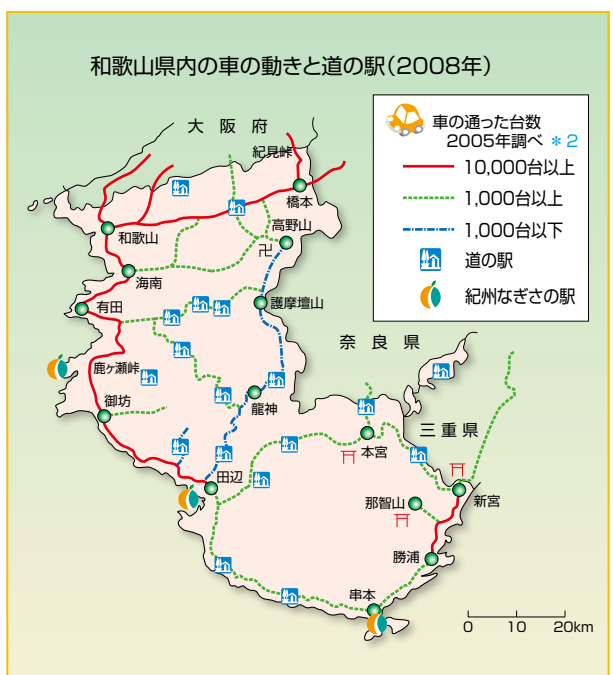 和歌山県内の車の動きと道の駅(2008年)
車の通った台数
2005年調べ *2
10,000台以上
1,000台以上
1,000台以下
道の駅
紀州なぎさの駅
大阪府
紀見峠
橋本
高野山
卍
和歌山
海南
有田
護摩壇山
奈良県
鹿ヶ瀬峠
御坊
龍神
三重県
本宮
田辺
那智山
新宮
勝浦
串本
0 10 20km